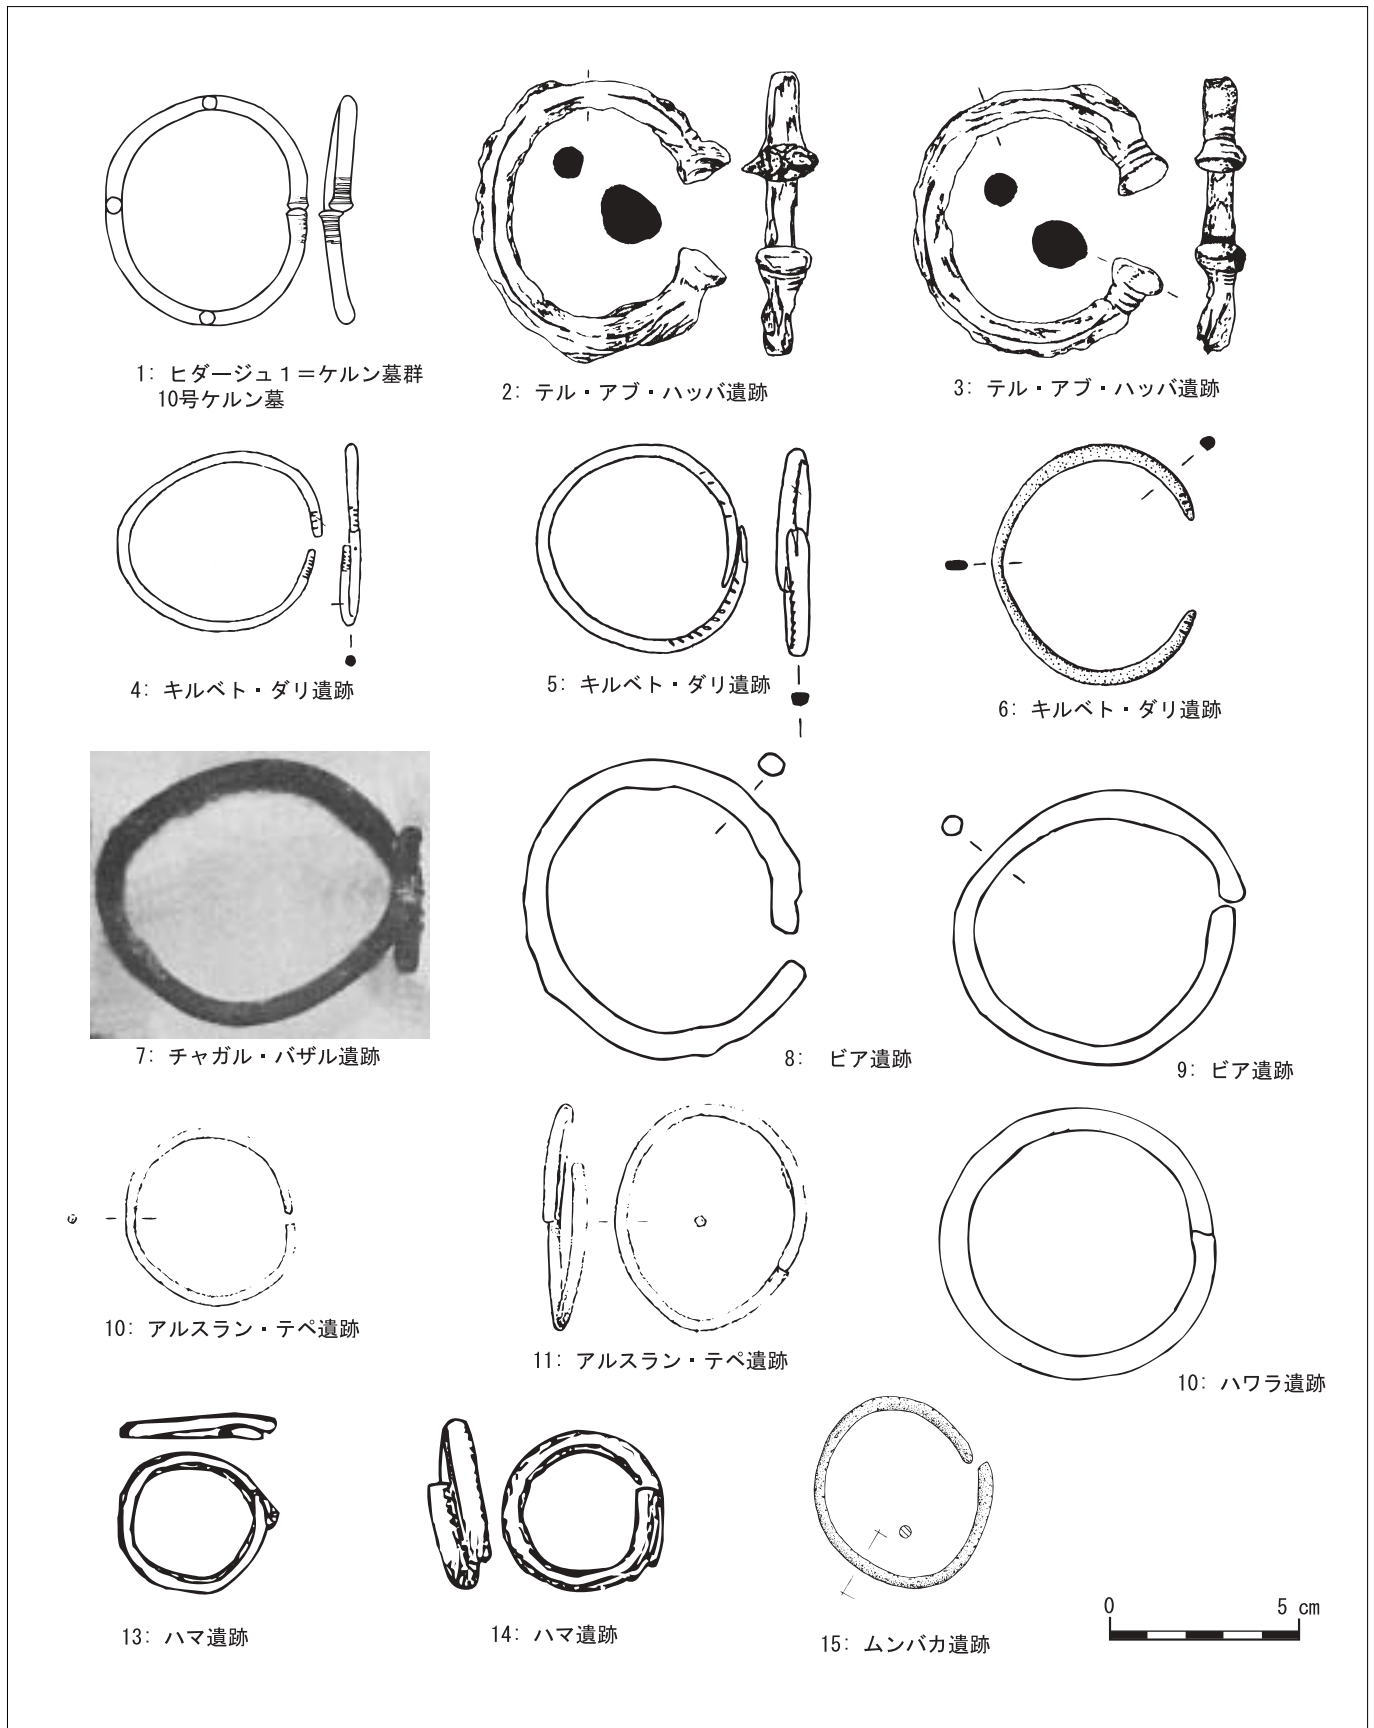 1: ヒダージュ１＝ケルン墓群
10号ケルン墓
2: テル・アブ・ハッバ遺跡
3: テル・アブ・ハッバ遺跡
4: キルベト・ダリ遺跡
5: キルベト・ダリ遺跡
6: キルベト・ダリ遺跡
7: チャガル・バザル遺跡
8: ビア遺跡
9: ビア遺跡
10: アルスラン・テペ遺跡
11: アルスラン・テペ遺跡
10: ハワラ遺跡
13: ハマ遺跡
14: ハマ遺跡
15: ムンバカ遺跡
0 5 cm